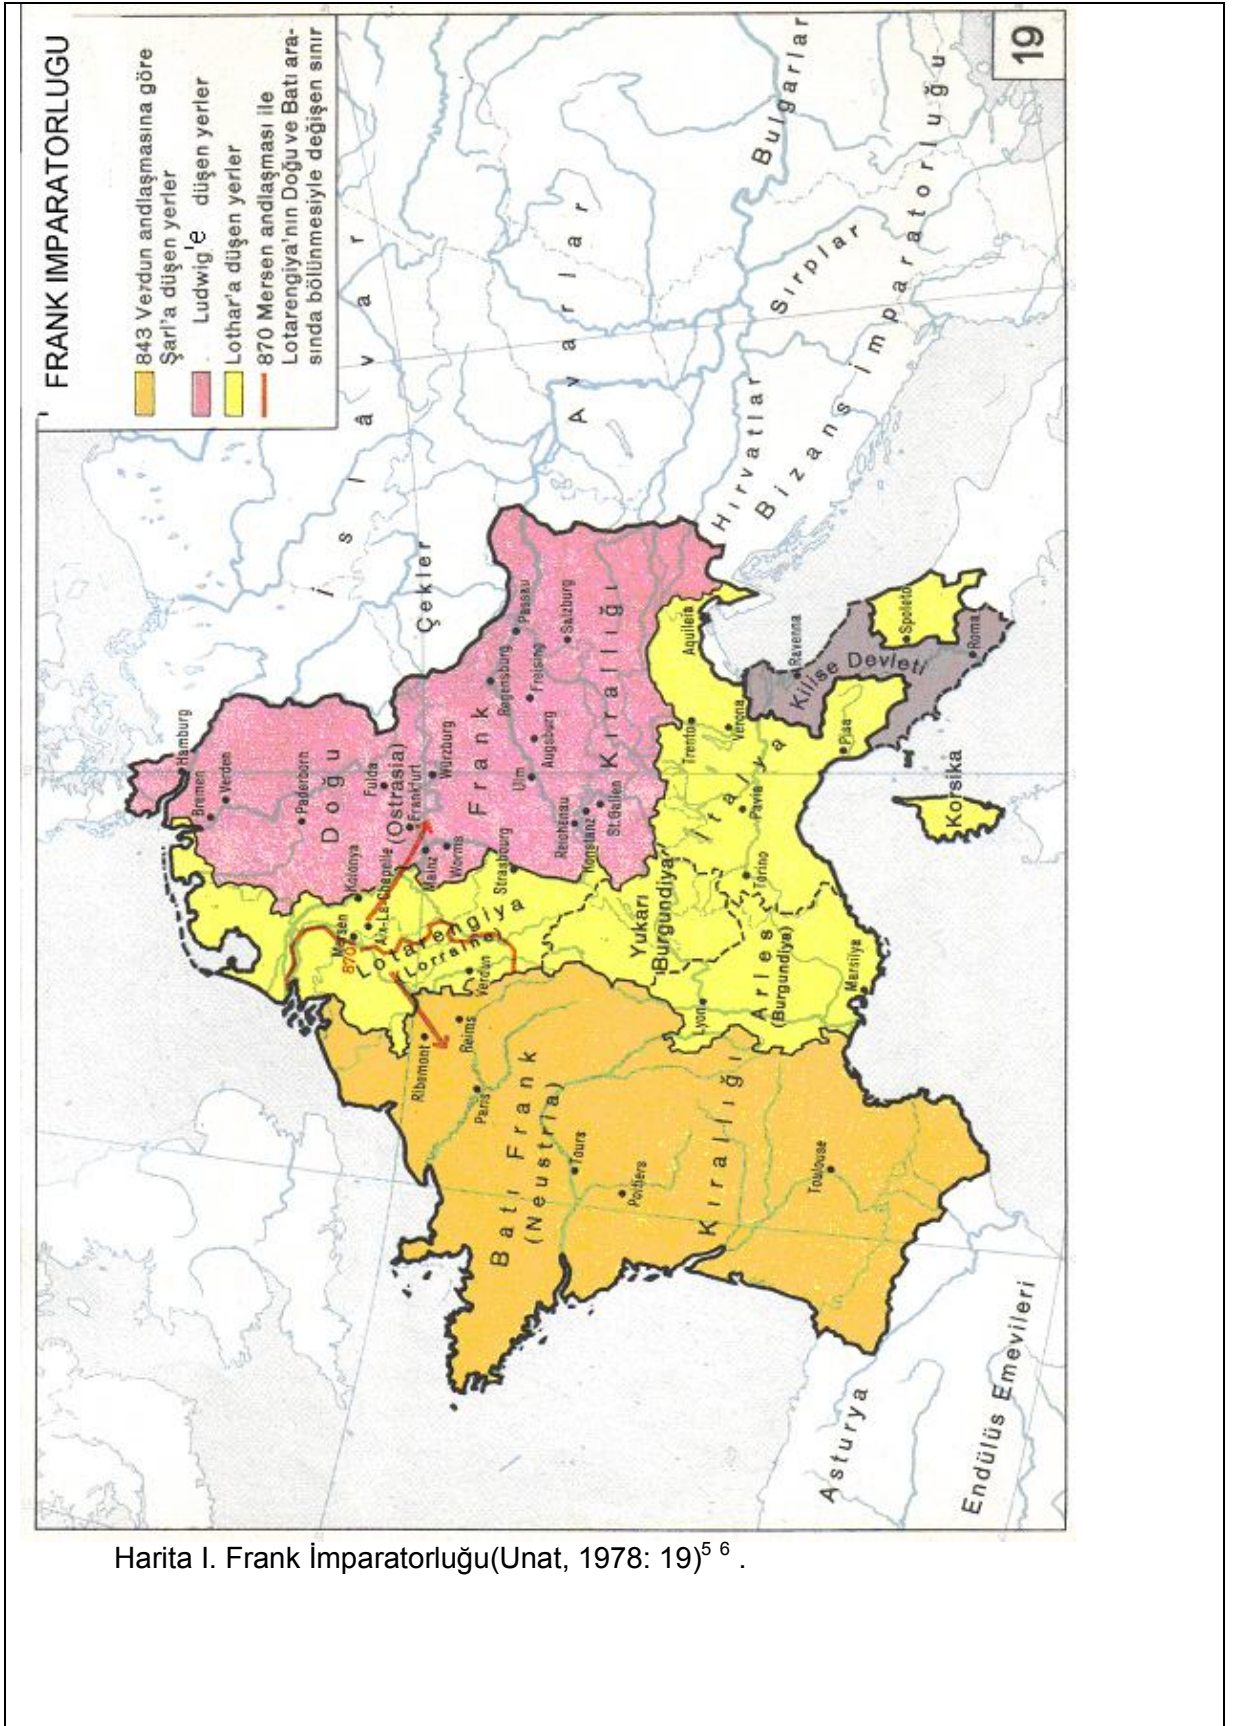 FRANK IMPARATORLUGU
843 Verdun andlaşmasına göre
Şarl'a düşen yerler
Ludwig'e düşen yerler
Lothar'a düşen yerler
870 Mersen andlaşması ile
Lotarengiya'nın Doğu ve Batı ara-
sında bölünmesiyle değişen sınır
19
İslâvlar
Çekler
Avarlar
Bulgarlar
Sırplar
Hırvatlar
Bizans İmparatorluğu
Hamburg
Bremen
Verden
Paderborn
Doğu
Frank
Kırallığı
(Ostrasia)
Fulda
Frankfurt
Würzburg
Kolonya
Mainz
Worms
Regensburg
Passau
Freising
Salzburg
Augsburg
Ulm
Reichenau
Konstanz
St.Gallen
Strasbourg
Mersen
870
Aix-La-Chapelle
Lotarengiya
(Lorraine)
Verdun
Yukarı
Burgundiya
Arles
(Burgundiya)
Lyon
Marsilya
İtalya
Torino
Pavia
Trento
Verona
Aquileia
Ravenna
Kilise Devleti
Pisa
Spoleto
Roma
Korsika
Ribemont
Reims
Paris
Batı Frank
(Neustria)
Kırallığı
Tours
Poitiers
Toulouse
Asturya
Endülüs Emevileri
Harita I. Frank İmparatorluğu(Unat, 1978: 19)5 6 .